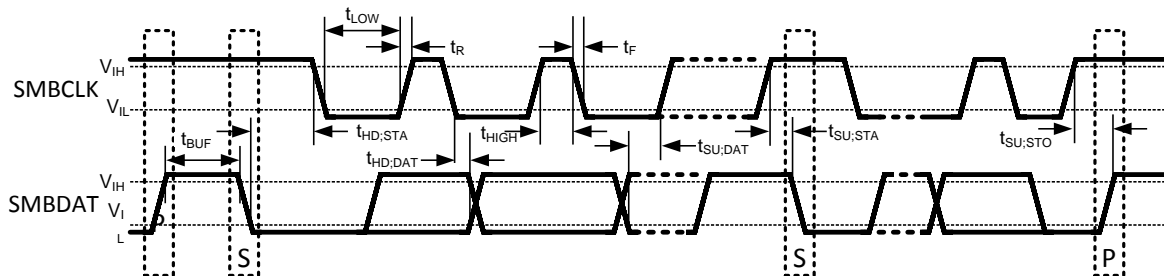 tLOW
tR
tF
VIH
SMBCLK
VIL
tBUF
tHD;STA
tHIGH
tSU;DAT
tSU;STA
tSU;STO
tHD;DAT
VIH
SMBDAT
VI
L
P
S
S
P